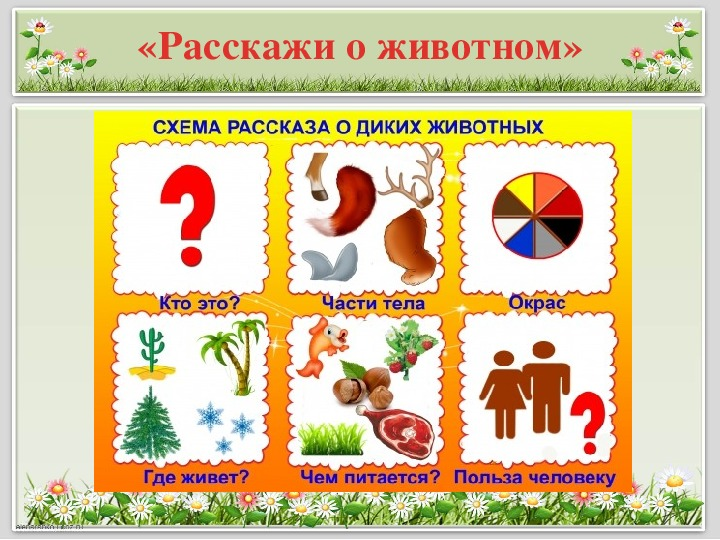 «Расскажи о животном»
СХЕМА РАССКАЗА О ДИКИХ ЖИВОТНЫХ
?
Кто это? Части тела Окрас
?
Где живет? Чем питается? Польза человеку